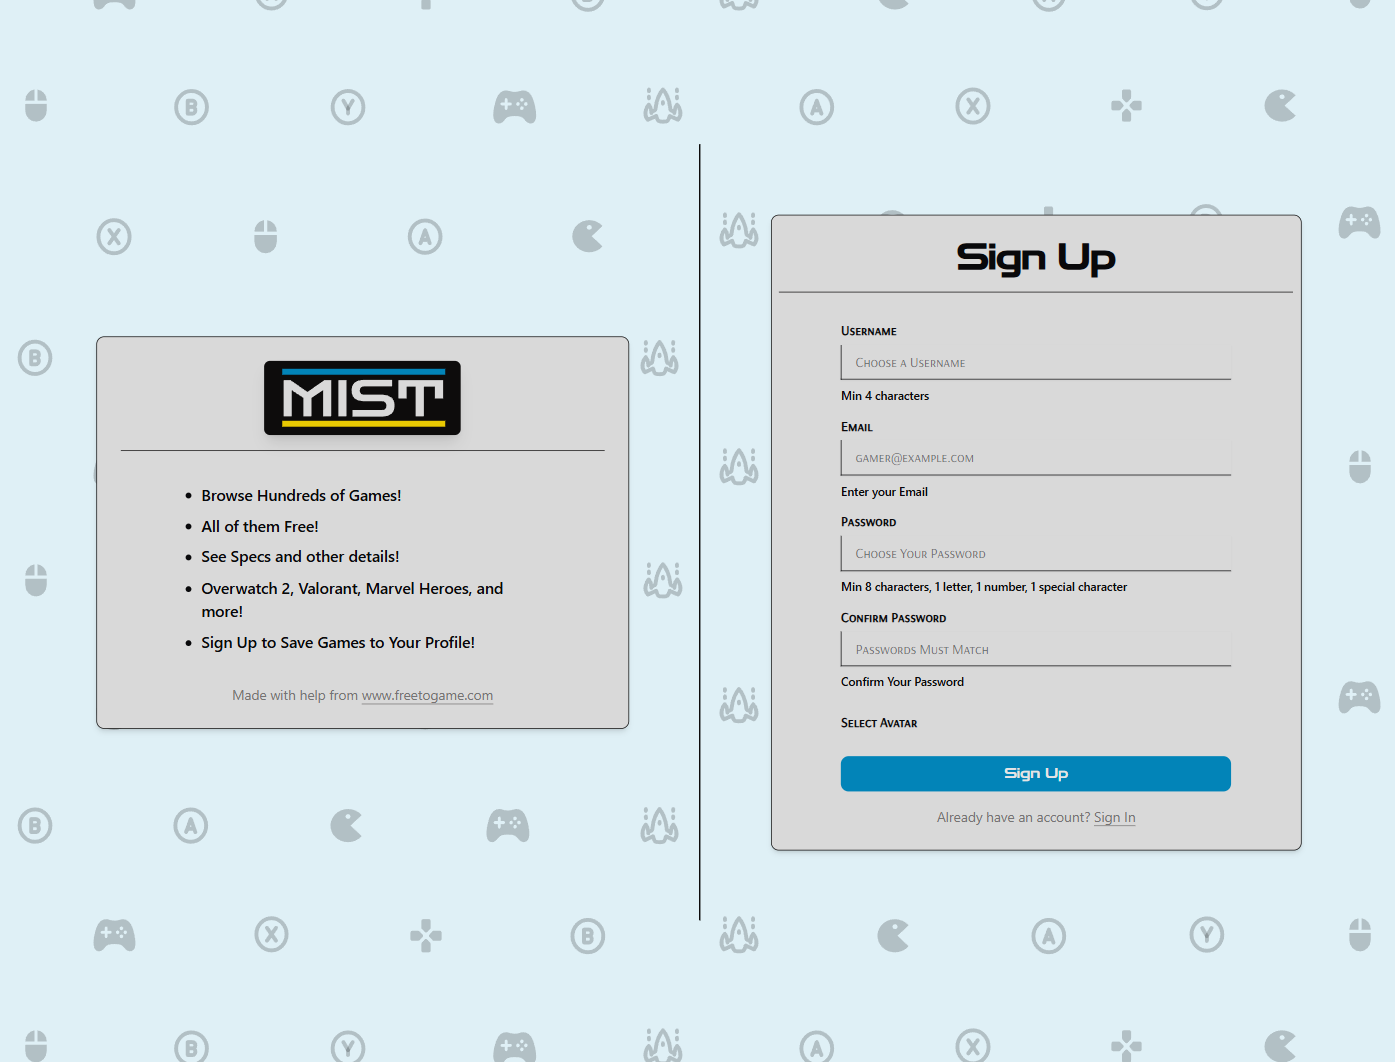 MIST
Browse Hundreds of Games!
All of them Free!
See Specs and other details!
Overwatch 2, Valorant, Marvel Heroes, and
more!
Sign Up to Save Games to Your Profile!
Made with help from www.freetogame.com
Sign Up
Username
Choose a Username
Min 4 characters
Email
gamer@example.com
Enter your Email
Password
Choose Your Password
Min 8 characters, 1 letter, 1 number, 1 special character
Confirm Password
Passwords Must Match
Confirm Your Password
Select Avatar
Sign Up
Already have an account? Sign In